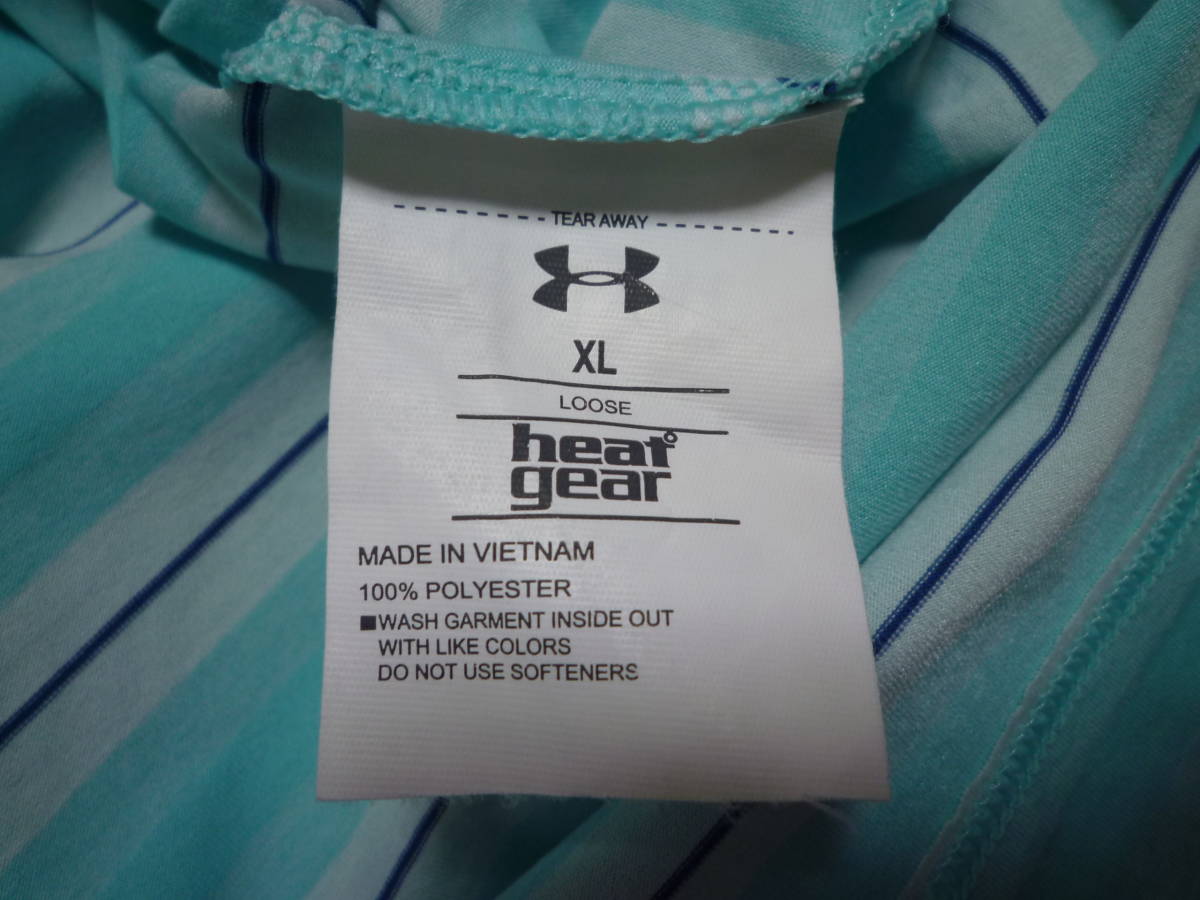 TEAR AWAY
XL
LOOSE
heat°
gear
MADE IN VIETNAM
100% POLYESTER
■WASH GARMENT INSIDE OUT
WITH LIKE COLORS
DO NOT USE SOFTENERS